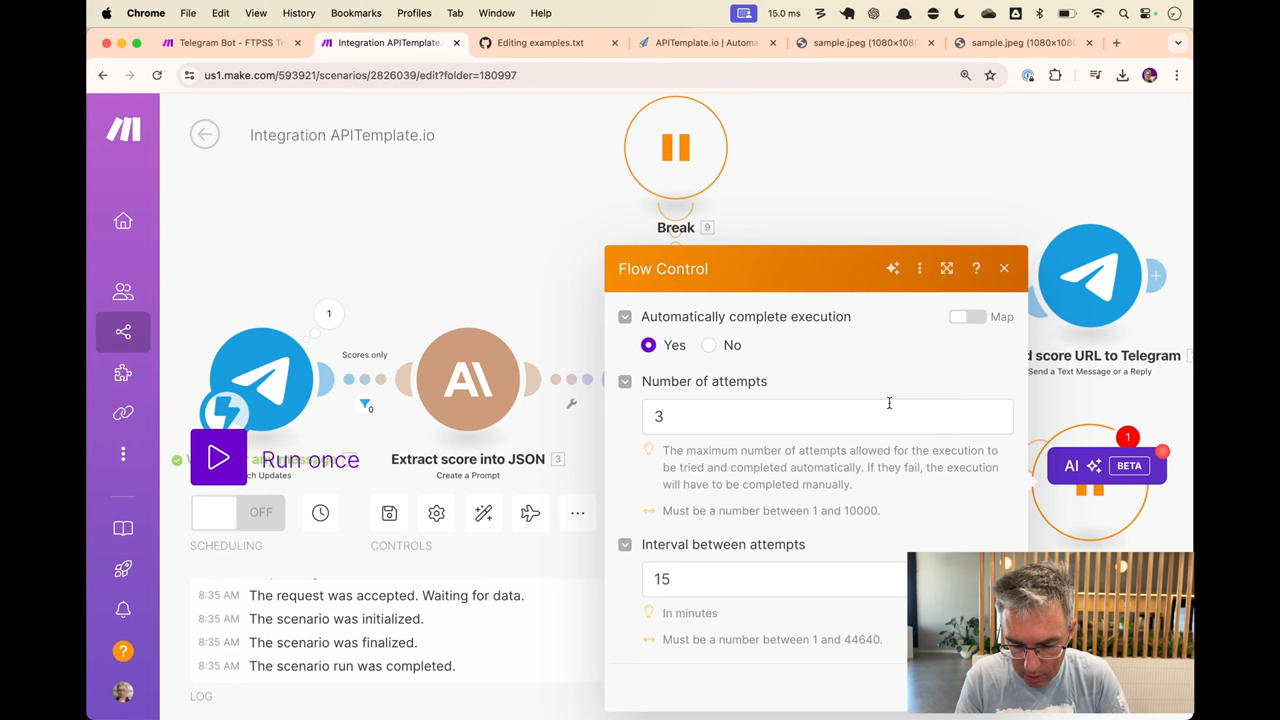 Chrome File Edit View History Bookmarks Profiles Tab Window Help 15.0 ms
Telegram Bot - FTPSS Te
Integration APITemplate.
Editing examples.txt
APITemplate.io | Automa
sample.jpeg (1080×1080
sample.jpeg (1080×1080
us1.make.com/593921/scenarios/2826039/edit?folder=180997
Integration APITemplate.io
Break 9
1
Scores only
0
Run once
Extract score into JSON 3
Create a Prompt
OFF
SCHEDULING
CONTROLS
8:35 AM The request was accepted. Waiting for data.
8:35 AM The scenario was initialized.
8:35 AM The scenario was finalized.
8:35 AM The scenario run was completed.
LOG
Flow Control
Automatically complete execution
Map
Yes No
Number of attempts
3
The maximum number of attempts allowed for the execution to
be tried and completed automatically. If they fail, the execution
will have to be completed manually.
Must be a number between 1 and 10000.
Interval between attempts
15
In minutes
Must be a number between 1 and 44640.
score URL to Telegram
Send a Text Message or a Reply
1
AI BETA